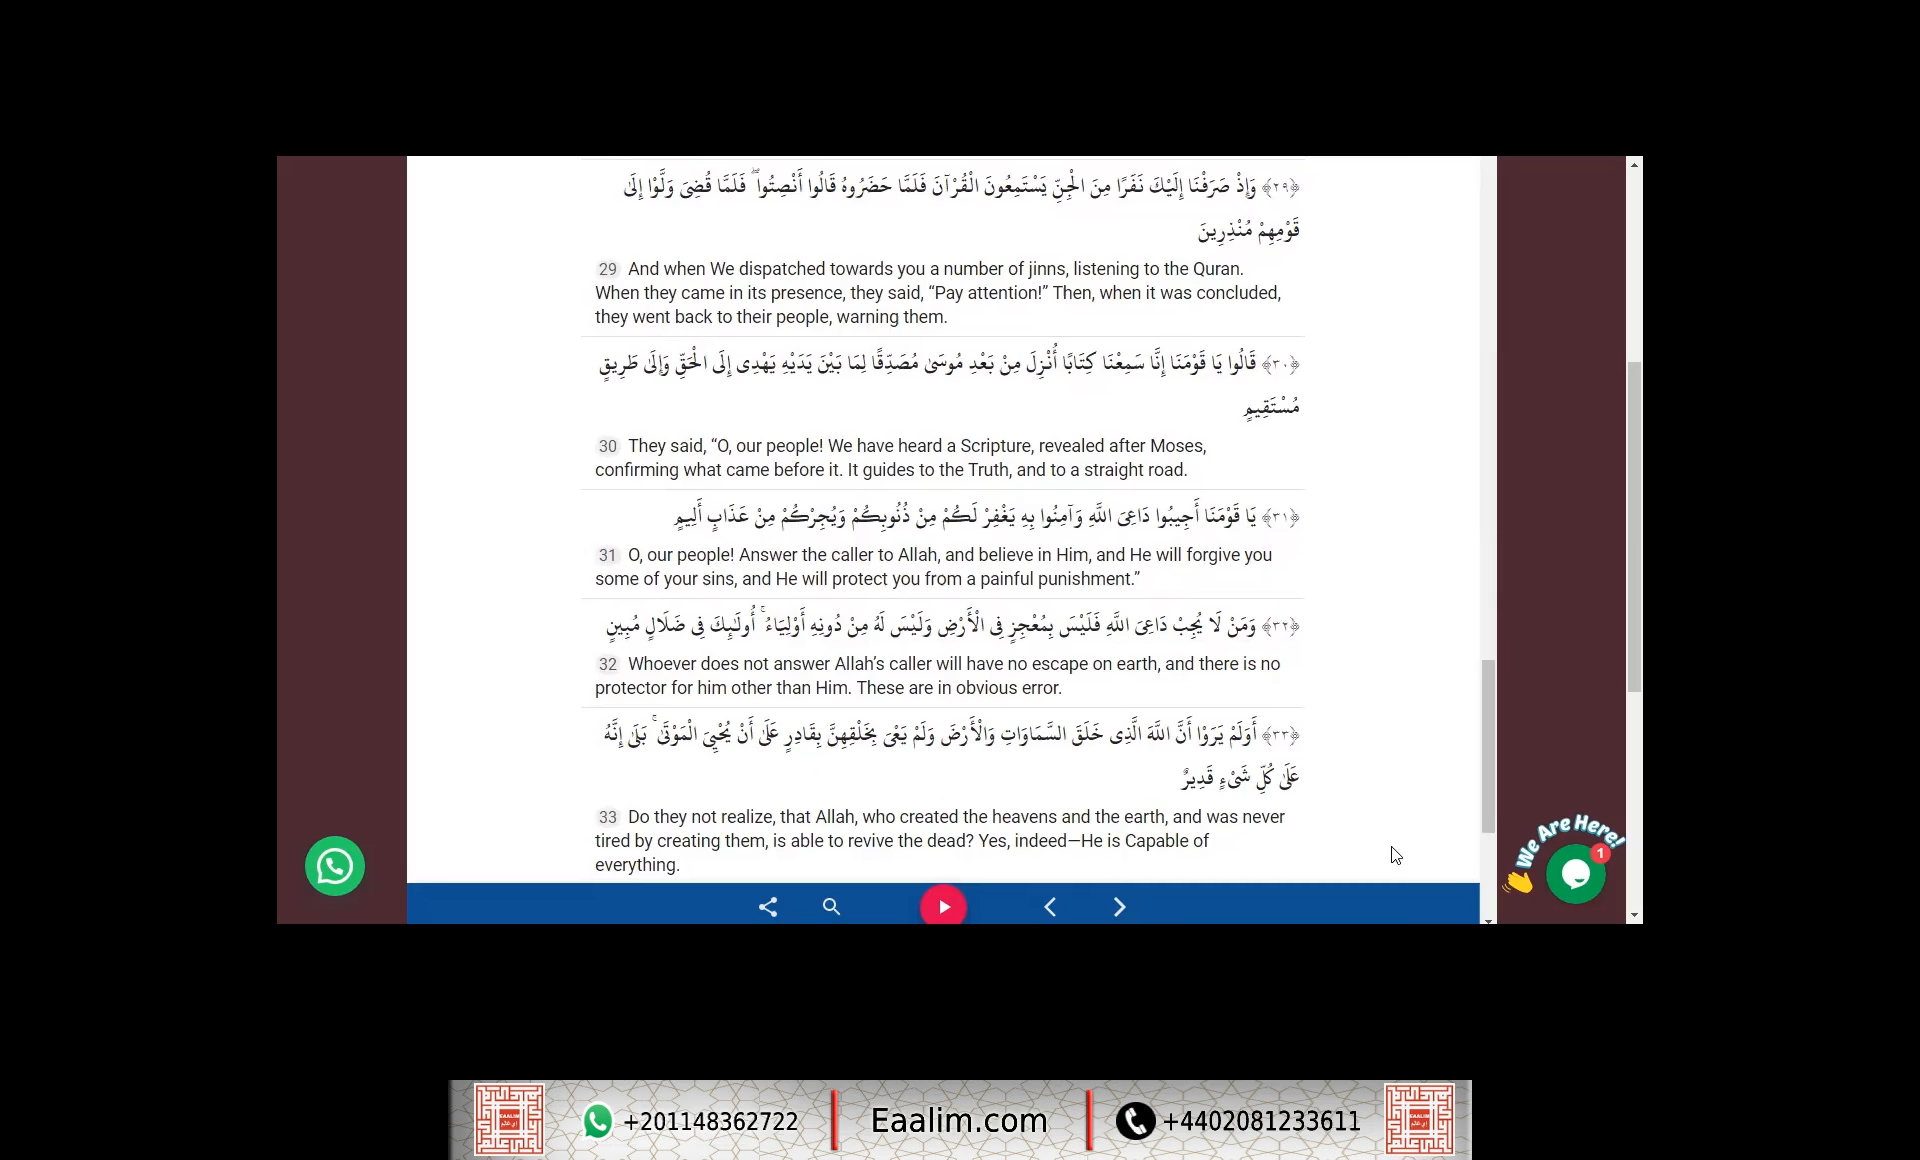 ﴿٢٩﴾ وَإِذْ صَرَفْنَا إِلَيْكَ نَفَرًا مِنَ الْجِنِّ يَسْتَمِعُونَ الْقُرْآنَ فَلَمَّا حَضَرُوهُ قَالُوا أَنْصِتُوا ۖ فَلَمَّا قُضِىَ وَلَّوْا إِلَىٰ
قَوْمِهِمْ مُنْذِرِينَ
29 And when We dispatched towards you a number of jinns, listening to the Quran.
When they came in its presence, they said, “Pay attention!” Then, when it was concluded,
they went back to their people, warning them.
﴿٣٠﴾ قَالُوا يَا قَوْمَنَا إِنَّا سَمِعْنَا كِتَابًا أُنْزِلَ مِنْ بَعْدِ مُوسَىٰ مُصَدِّقًا لِمَا بَيْنَ يَدَيْهِ يَهْدِى إِلَى الْحَقِّ وَإِلَىٰ طَرِيقٍ
مُسْتَقِيمٍ
30 They said, “O, our people! We have heard a Scripture, revealed after Moses,
confirming what came before it. It guides to the Truth, and to a straight road.
﴿٣١﴾ يَا قَوْمَنَا أَجِيبُوا دَاعِىَ اللَّهِ وَآمِنُوا بِهِ يَغْفِرْ لَكُمْ مِنْ ذُنُوبِكُمْ وَيُجِرْكُمْ مِنْ عَذَابٍ أَلِيمٍ
31 O, our people! Answer the caller to Allah, and believe in Him, and He will forgive you
some of your sins, and He will protect you from a painful punishment.”
﴿٣٢﴾ وَمَنْ لَا يُجِبْ دَاعِىَ اللَّهِ فَلَيْسَ بِمُعْجِزٍ فِى الْأَرْضِ وَلَيْسَ لَهُ مِنْ دُونِهِ أَوْلِيَاءُ ۚ أُولَـٰئِكَ فِى ضَلَالٍ مُبِينٍ
32 Whoever does not answer Allah’s caller will have no escape on earth, and there is no
protector for him other than Him. These are in obvious error.
﴿٣٣﴾ أَوَلَمْ يَرَوْا أَنَّ اللَّهَ الَّذِى خَلَقَ السَّمَاوَاتِ وَالْأَرْضَ وَلَمْ يَعْىَ بِخَلْقِهِنَّ بِقَادِرٍ عَلَىٰ أَنْ يُحْيِىَ الْمَوْتَىٰ ۚ بَلَىٰ إِنَّهُ
عَلَىٰ كُلِّ شَىْءٍ قَدِيرٌ
33 Do they not realize, that Allah, who created the heavens and the earth, and was never
tired by creating them, is able to revive the dead? Yes, indeed—He is Capable of
everything.
We Are Here!
1
EAALIM
+201148362722
Eaalim.com
+4402081233611
EAALIM